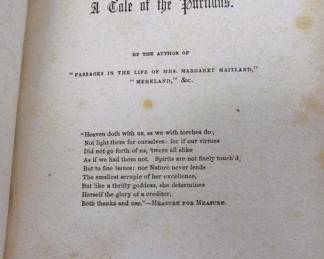 A Tale of the Puritans.
BY THE AUTHOR OF
"PASSAGES IN THE LIFE OF MRS. MARGARET MAITLAND,"
"MERKLAND," &c.
"Heaven doth with us, as we with torches do;
Not light them for ourselves: for if our virtues
Did not go forth of us, 'twere all alike
As if we had them not. Spirits are not finely touch'd,
But to fine issues: nor Nature never lends
The smallest scruple of her excellence,
But like a thrifty goddess, she determines
Herself the glory of a creditor,
Both thanks and use."—MEASURE FOR MEASURE.